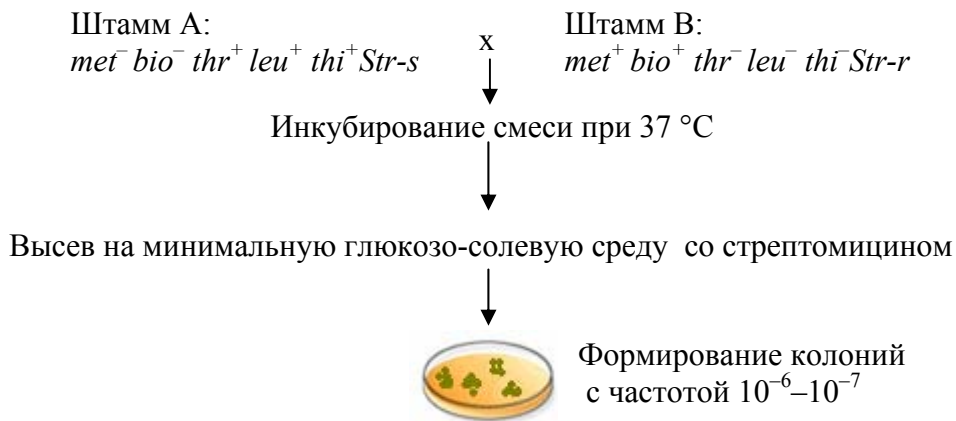 Штамм А: Штамм В:
met⁻ bio⁻ thr⁺ leu⁺ thi⁺Str-s x met⁺ bio⁺ thr⁻ leu⁻ thi⁻Str-r
Инкубирование смеси при 37 °С
Высев на минимальную глюкозо-солевую среду со стрептомицином
Формирование колоний
с частотой 10⁻⁶–10⁻⁷